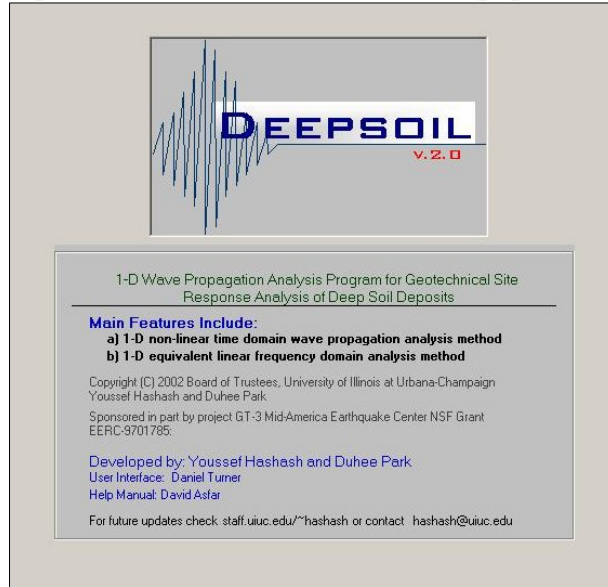 DEEPSOIL
v.2.0
1-D Wave Propagation Analysis Program for Geotechnical Site
Response Analysis of Deep Soil Deposits
Main Features Include:
a) 1-D non-linear time domain wave propagation analysis method
b) 1-D equivalent linear frequency domain analysis method
Copyright (C) 2002 Board of Trustees, University of Illinois at Urbana-Champaign
Youssef Hashash and Duhee Park
Sponsored in part by project GT-3 Mid-America Earthquake Center NSF Grant
EERC-9701785:
Developed by: Youssef Hashash and Duhee Park
User Interface: Daniel Turner
Help Manual: David Asfar
For future updates check staff.uiuc.edu/~hashash or contact hashash@uiuc.edu